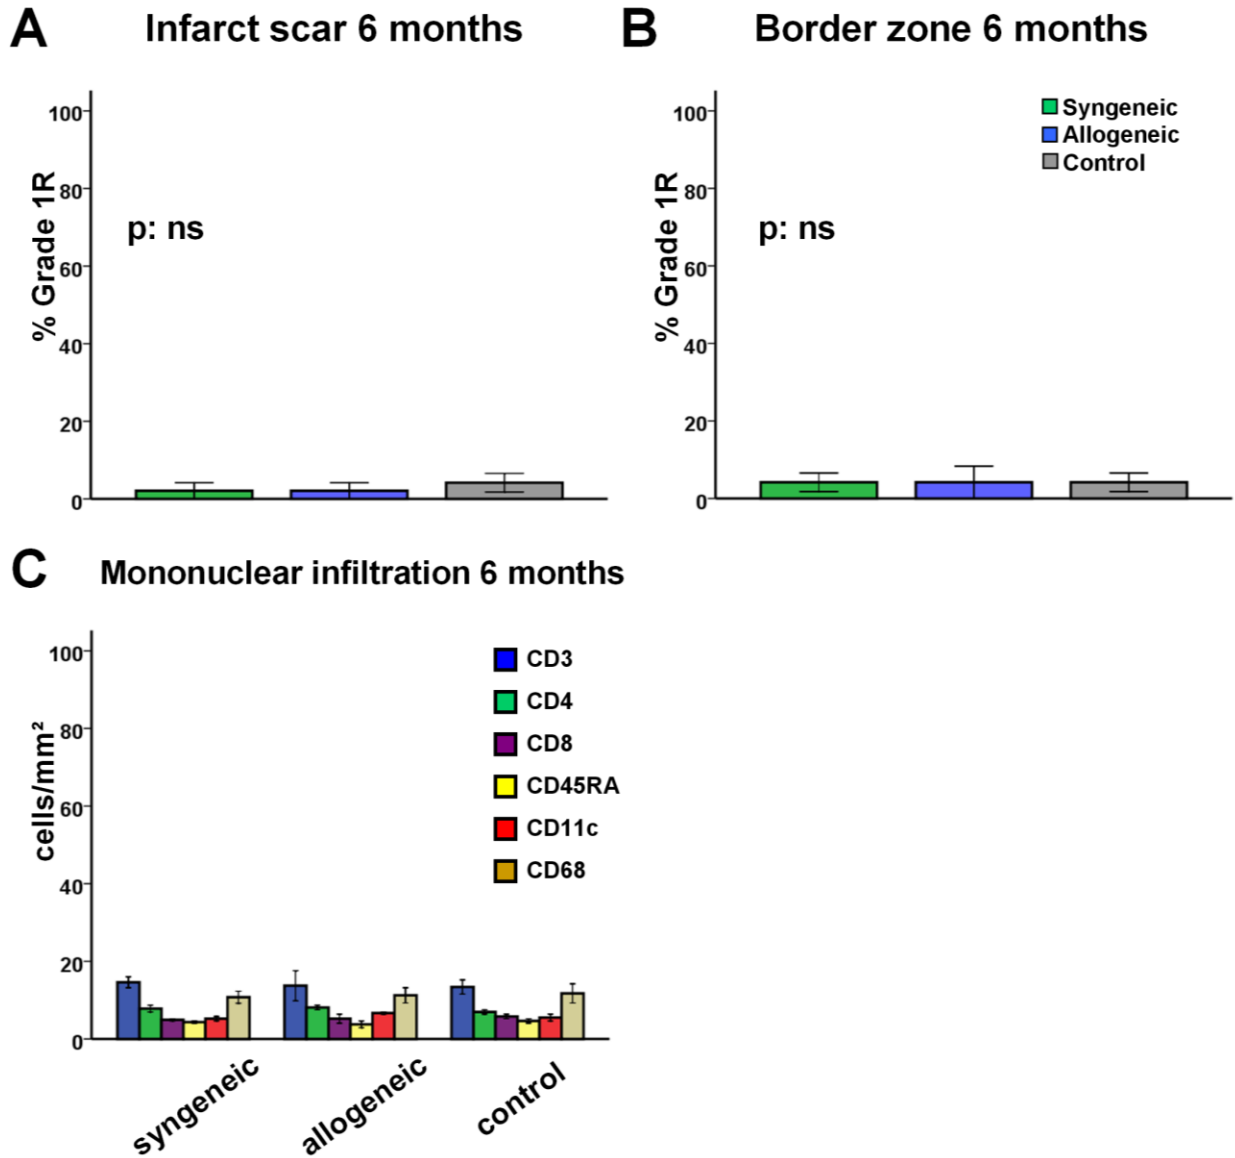 A
Infarct scar 6 months
% Grade 1R
100
80
60
40
20
0
p: ns
B
Border zone 6 months
% Grade 1R
100
80
60
40
20
0
p: ns
Syngeneic
Allogeneic
Control
C
Mononuclear infiltration 6 months
cells/mm²
100
80
60
40
20
0
CD3
CD4
CD8
CD45RA
CD11c
CD68
syngeneic
allogeneic
control